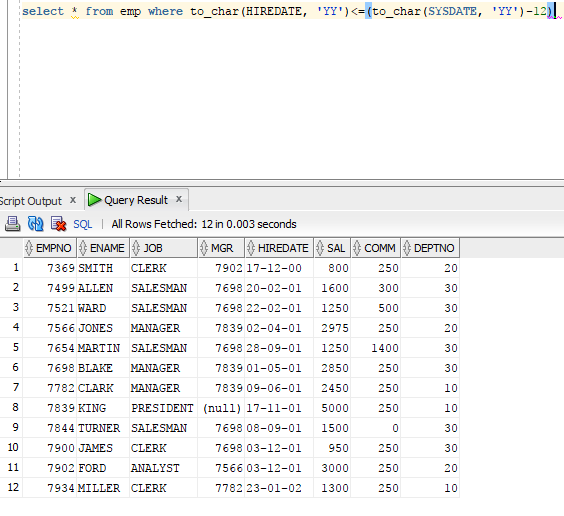 select * from emp where to_char(HIREDATE, 'YY')<=(to_char(SYSDATE, 'YY')-12)
Script Output x Query Result x
SQL | All Rows Fetched: 12 in 0.003 seconds
EMPNO ENAME JOB MGR HIREDATE SAL COMM DEPTNO
1 7369 SMITH CLERK 7902 17-12-00 800 250 20
2 7499 ALLEN SALESMAN 7698 20-02-01 1600 300 30
3 7521 WARD SALESMAN 7698 22-02-01 1250 500 30
4 7566 JONES MANAGER 7839 02-04-01 2975 250 20
5 7654 MARTIN SALESMAN 7698 28-09-01 1250 1400 30
6 7698 BLAKE MANAGER 7839 01-05-01 2850 250 30
7 7782 CLARK MANAGER 7839 09-06-01 2450 250 10
8 7839 KING PRESIDENT (null) 17-11-01 5000 250 10
9 7844 TURNER SALESMAN 7698 08-09-01 1500 0 30
10 7900 JAMES CLERK 7698 03-12-01 950 250 30
11 7902 FORD ANALYST 7566 03-12-01 3000 250 20
12 7934 MILLER CLERK 7782 23-01-02 1300 250 10